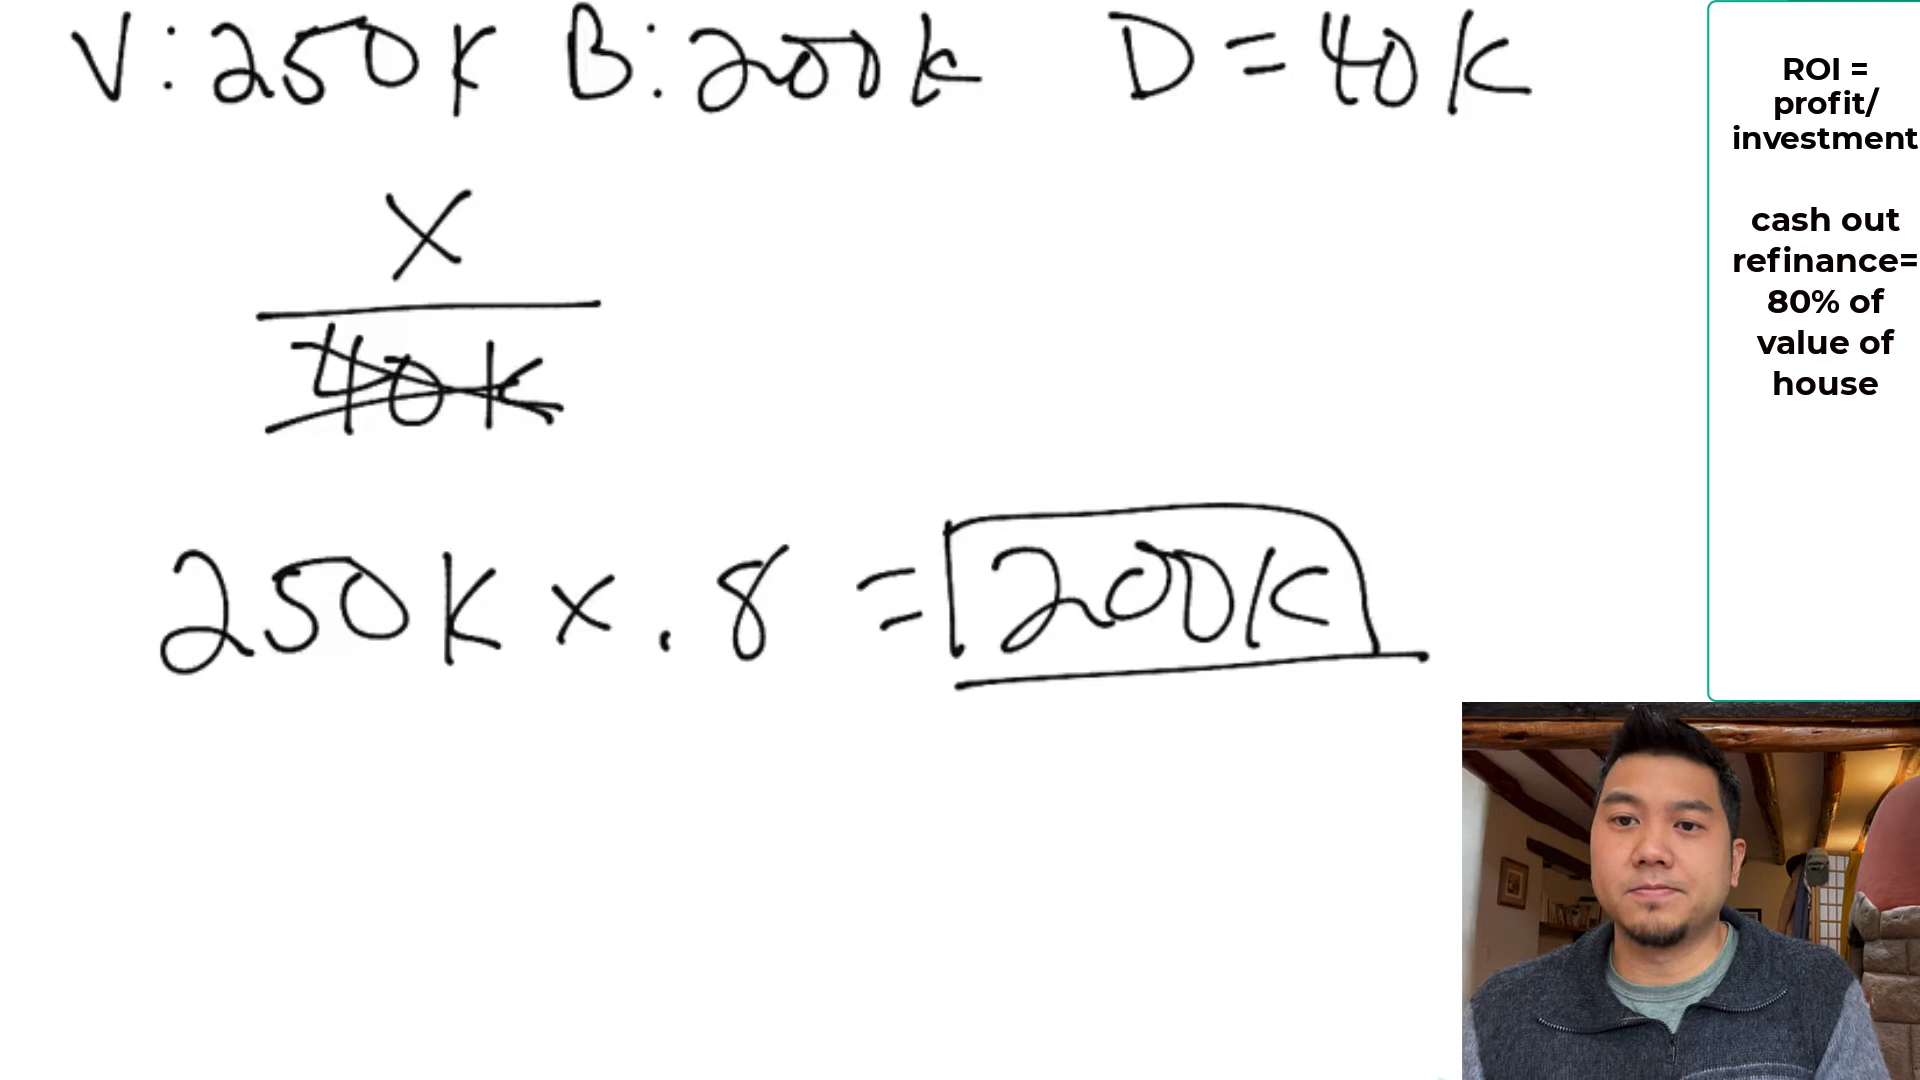 V: 250K B: 200k D = 40K
X
40K
250K x .8 = 200K
ROI =
profit/
investment
cash out
refinance=
80% of
value of
house